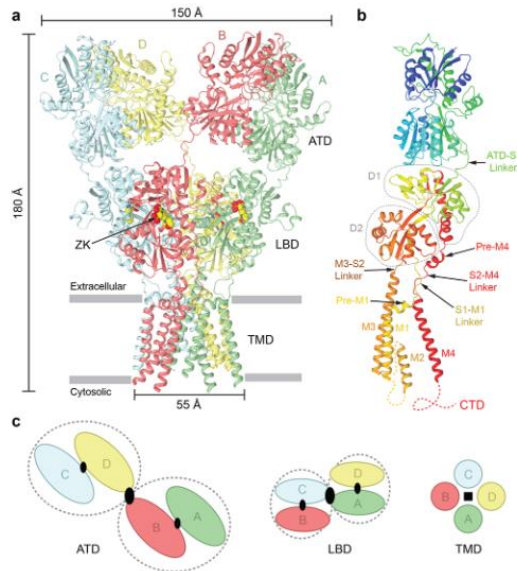 a
150 Å
C
D
B
A
ATD
180 Å
ZK
LBD
Extracellular
TMD
Cytosolic
55 Å
b
ATD-S
Linker
D1
D2
Pre-M4
M3-S2
Linker
S2-M4
Linker
Pre-M1
S1-M1
Linker
M3
M1
M2
M4
CTD
c
C
D
B
A
ATD
D
C
A
B
LBD
C
B
D
A
TMD